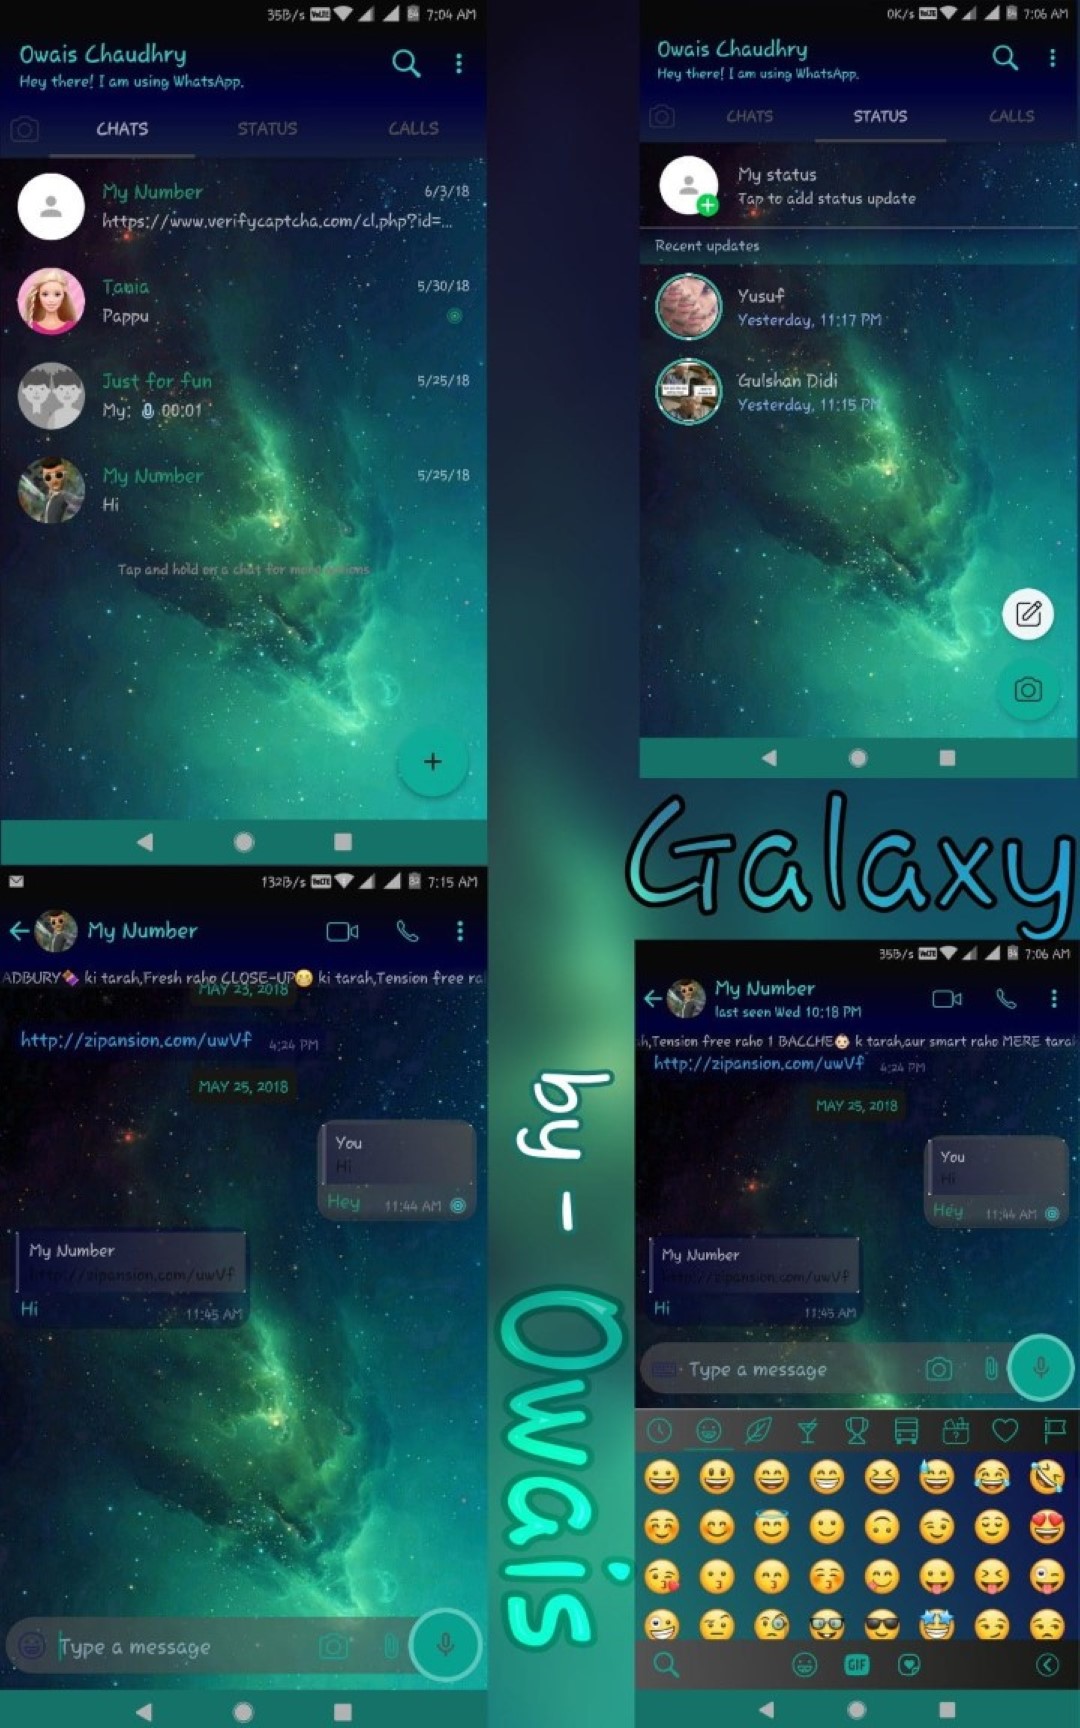 35B/s VoLTE 7:04 AM
Owais Chaudhry
Hey there! I am using WhatsApp.
CHATS STATUS CALLS
My Number 6/3/18
https://www.verifycaptcha.com/cl.php?id=...
Tania 5/30/18
Pappu
Just for fun 5/25/18
My: 00:01
My Number 5/25/18
Hi
Tap and hold on a chat for more actions
0K/s VoLTE 7:06 AM
Owais Chaudhry
Hey there! I am using WhatsApp.
CHATS STATUS CALLS
My status
Tap to add status update
Recent updates
Yusuf
Yesterday, 11:17 PM
Gulshan Didi
Yesterday, 11:15 PM
Galaxy
by - Owais
132B/s VoLTE 7:15 AM
My Number
ADBURY🍫 ki tarah,Fresh raho CLOSE-UP😁 ki tarah,Tension free ra
MAY 23, 2018
http://zipansion.com/uwVf 4:24 PM
MAY 25, 2018
You
Hi
Hey 11:44 AM
My Number
http://zipansion.com/uwVf
Hi 11:45 AM
Type a message
35B/s VoLTE 7:06 AM
My Number
last seen Wed 10:18 PM
h,Tension free raho 1 BACCHE👶 k tarah,aur smart raho MERE tara
http://zipansion.com/uwVf 4:24 PM
MAY 25, 2018
You
Hi
Hey 11:44 AM
My Number
http://zipansion.com/uwVf
Hi 11:45 AM
Type a message
GIF